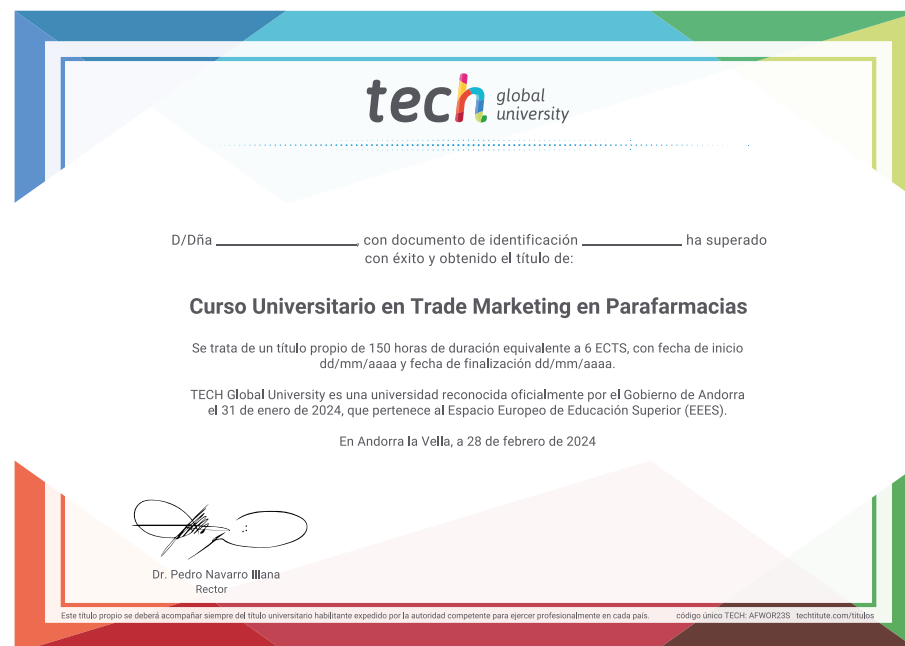 tech global university
D/Dña ____________________, con documento de identificación ______________ ha superado
con éxito y obtenido el título de:
Curso Universitario en Trade Marketing en Parafarmacias
Se trata de un título propio de 150 horas de duración equivalente a 6 ECTS, con fecha de inicio
dd/mm/aaaa y fecha de finalización dd/mm/aaaa.
TECH Global University es una universidad reconocida oficialmente por el Gobierno de Andorra
el 31 de enero de 2024, que pertenece al Espacio Europeo de Educación Superior (EEES).
En Andorra la Vella, a 28 de febrero de 2024
Dr. Pedro Navarro Illana
Rector
Este título propio se deberá acompañar siempre del título universitario habilitante expedido por la autoridad competente para ejercer profesionalmente en cada país. código único TECH: AFWOR23S techtitute.com/titulos